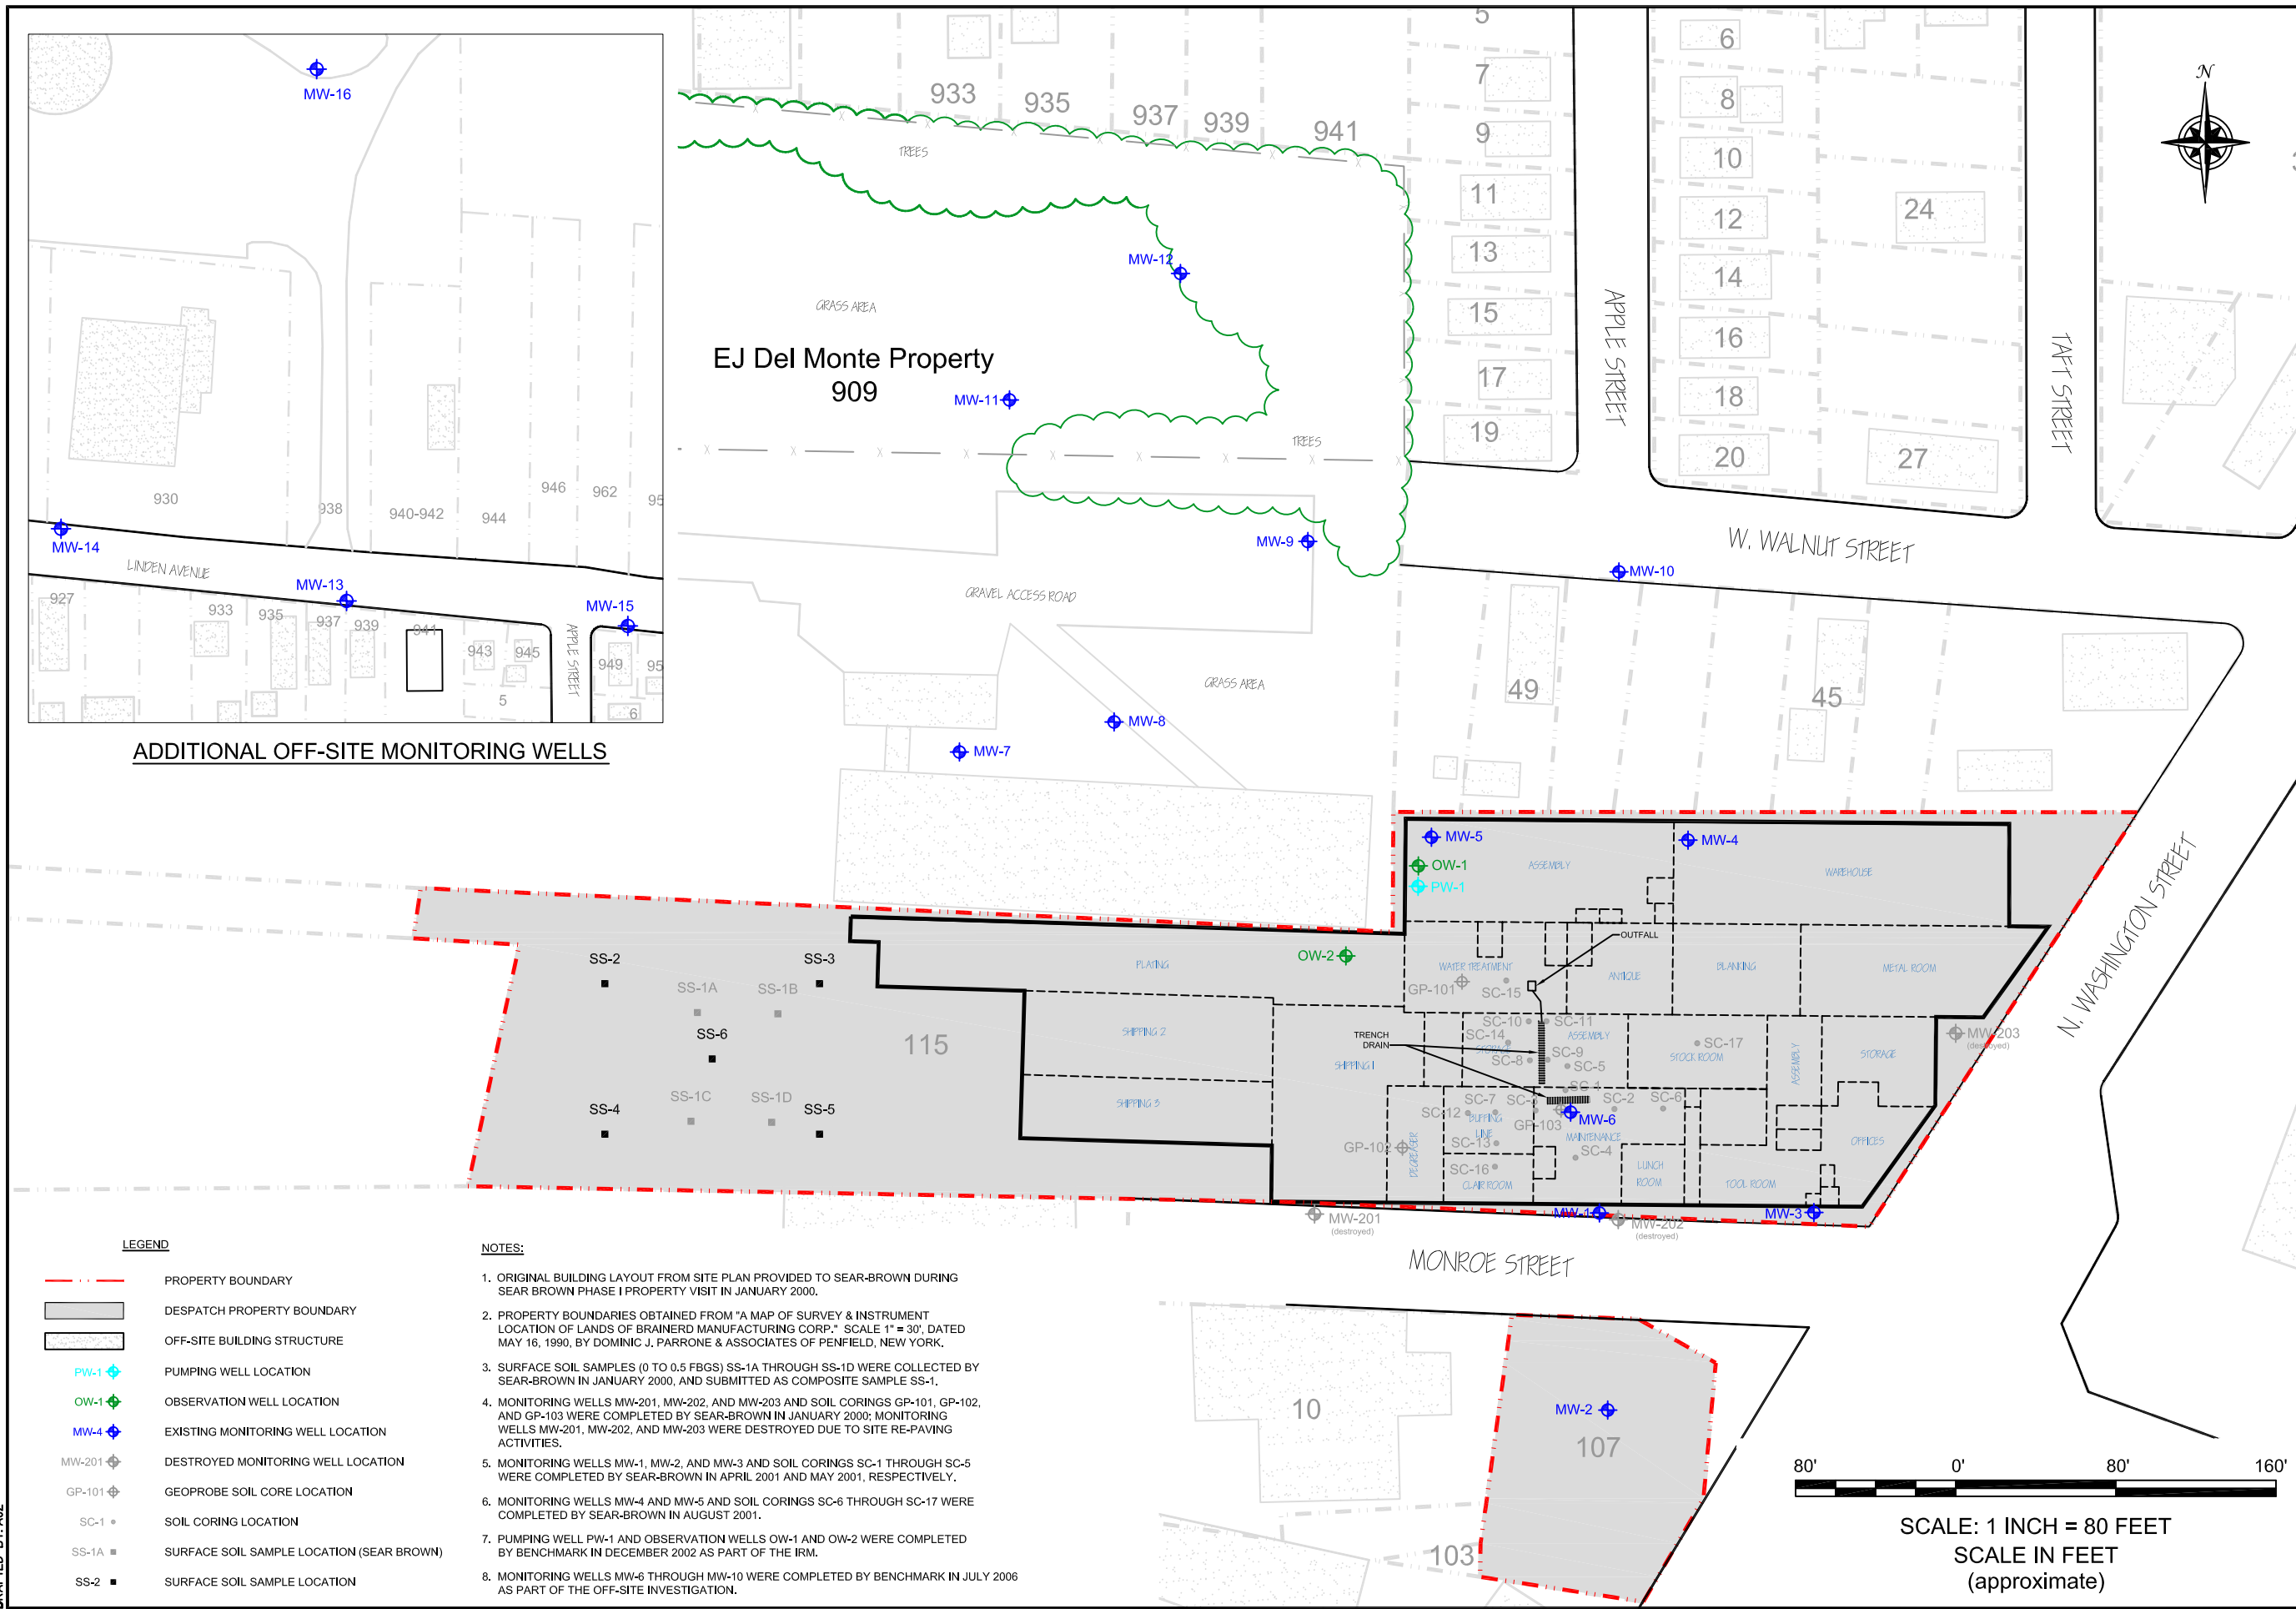 MW-16
930
938
940-942
944
946
962
95
MW-14
LINDEN AVENUE
MW-13
MW-15
927
933
935
937
939
941
943
945
949
95
5
6
APPLE STREET
ADDITIONAL OFF-SITE MONITORING WELLS
933
935
937
939
941
TREES
MW-12
GRASS AREA
EJ Del Monte Property
909
MW-11
TREES
MW-9
GRAVEL ACCESS ROAD
GRASS AREA
MW-8
MW-7
5
7
9
11
13
15
17
19
APPLE STREET
6
8
10
12
14
16
18
20
24
27
TAFT STREET
N
W. WALNUT STREET
MW-10
49
45
N. WASHINGTON STREET
MW-5
OW-1
PW-1
ASSEMBLY
MW-4
WAREHOUSE
OUTFALL
OW-2
PLATING
WATER TREATMENT
GP-101
SC-15
ANTIQUE
BLANKING
METAL ROOM
SS-2
SS-3
SS-1A
SS-1B
SS-6
115
SS-1C
SS-1D
SS-4
SS-5
SHIPPING 2
SHIPPING 1
SHIPPING 3
TRENCH
DRAIN
SC-10
SC-11
SC-14
STORAGE
ASSEMBLY
SC-8
SC-9
SC-5
SC-17
STOCK ROOM
ASSEMBLY
STORAGE
MW-203
(destroyed)
SC-1
SC-7
SC-3
SC-2
SC-6
SC-12
BUFFING
LINE
GP-103
MW-6
MAINTENANCE
GP-102
DEGREASER
SC-13
SC-4
SC-16
CLAIR ROOM
LUNCH
ROOM
TOOL ROOM
OFFICES
MW-201
(destroyed)
MW-1
MW-202
(destroyed)
MW-3
MONROE STREET
10
MW-2
107
103
LEGEND
PROPERTY BOUNDARY
DESPATCH PROPERTY BOUNDARY
OFF-SITE BUILDING STRUCTURE
PW-1 PUMPING WELL LOCATION
OW-1 OBSERVATION WELL LOCATION
MW-4 EXISTING MONITORING WELL LOCATION
MW-201 DESTROYED MONITORING WELL LOCATION
GP-101 GEOPROBE SOIL CORE LOCATION
SC-1 SOIL CORING LOCATION
SS-1A SURFACE SOIL SAMPLE LOCATION (SEAR BROWN)
SS-2 SURFACE SOIL SAMPLE LOCATION
NOTES:
1. ORIGINAL BUILDING LAYOUT FROM SITE PLAN PROVIDED TO SEAR-BROWN DURING
SEAR BROWN PHASE I PROPERTY VISIT IN JANUARY 2000.
2. PROPERTY BOUNDARIES OBTAINED FROM "A MAP OF SURVEY & INSTRUMENT
LOCATION OF LANDS OF BRAINERD MANUFACTURING CORP." SCALE 1" = 30', DATED
MAY 16, 1990, BY DOMINIC J. PARRONE & ASSOCIATES OF PENFIELD, NEW YORK.
3. SURFACE SOIL SAMPLES (0 TO 0.5 FBGS) SS-1A THROUGH SS-1D WERE COLLECTED BY
SEAR-BROWN IN JANUARY 2000, AND SUBMITTED AS COMPOSITE SAMPLE SS-1.
4. MONITORING WELLS MW-201, MW-202, AND MW-203 AND SOIL CORINGS GP-101, GP-102,
AND GP-103 WERE COMPLETED BY SEAR-BROWN IN JANUARY 2000; MONITORING
WELLS MW-201, MW-202, AND MW-203 WERE DESTROYED DUE TO SITE RE-PAVING
ACTIVITIES.
5. MONITORING WELLS MW-1, MW-2, AND MW-3 AND SOIL CORINGS SC-1 THROUGH SC-5
WERE COMPLETED BY SEAR-BROWN IN APRIL 2001 AND MAY 2001, RESPECTIVELY.
6. MONITORING WELLS MW-4 AND MW-5 AND SOIL CORINGS SC-6 THROUGH SC-17 WERE
COMPLETED BY SEAR-BROWN IN AUGUST 2001.
7. PUMPING WELL PW-1 AND OBSERVATION WELLS OW-1 AND OW-2 WERE COMPLETED
BY BENCHMARK IN DECEMBER 2002 AS PART OF THE IRM.
8. MONITORING WELLS MW-6 THROUGH MW-10 WERE COMPLETED BY BENCHMARK IN JULY 2006
AS PART OF THE OFF-SITE INVESTIGATION.
80' 0' 80' 160'
SCALE: 1 INCH = 80 FEET
SCALE IN FEET
(approximate)